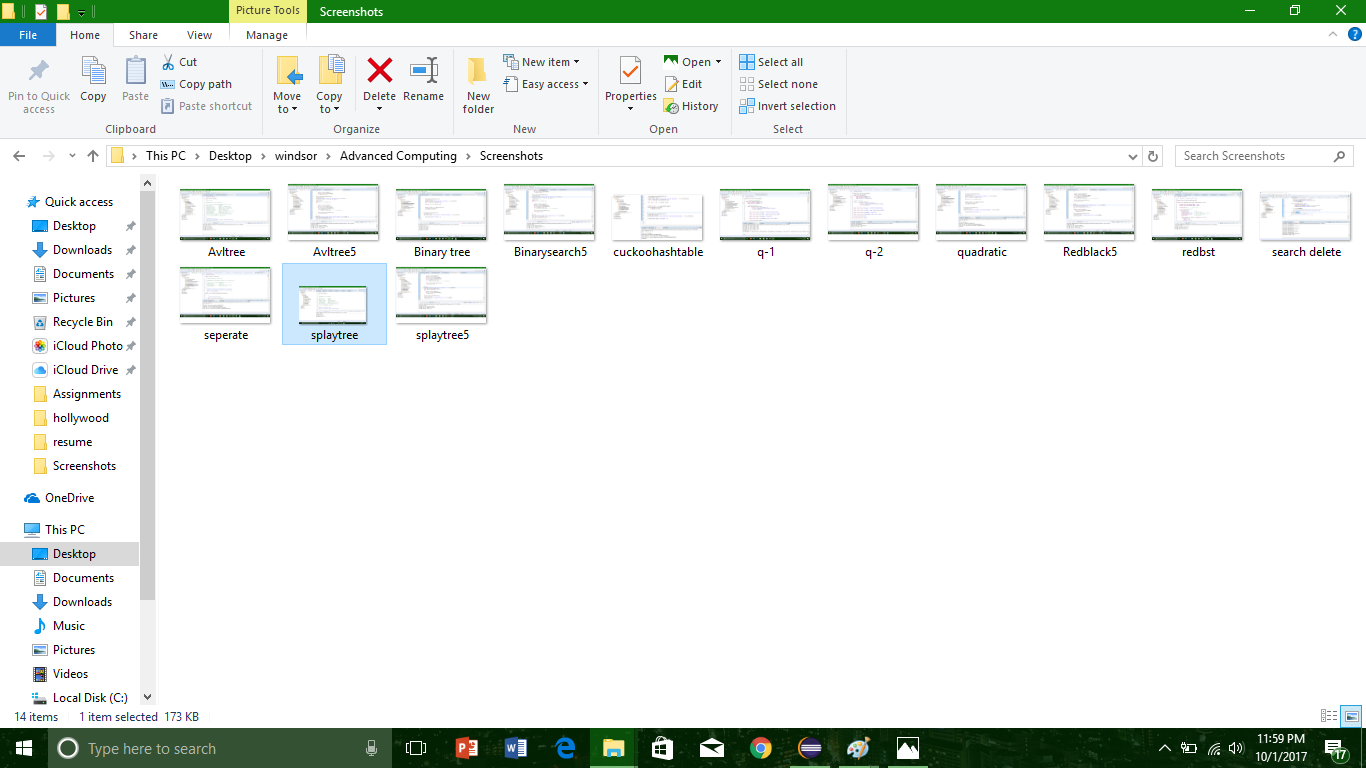 Picture Tools Screenshots
File Home Share View Manage
Pin to Quick access
Copy
Paste
Cut
Copy path
Paste shortcut
Clipboard
Move to
Copy to
Delete
Rename
Organize
New folder
New item
Easy access
New
Properties
Open
Edit
History
Open
Select all
Select none
Invert selection
Select
This PC Desktop windsor Advanced Computing Screenshots
Search Screenshots
Quick access
Desktop
Downloads
Documents
Pictures
Recycle Bin
iCloud Photo
iCloud Drive
Assignments
hollywood
resume
Screenshots
OneDrive
This PC
Desktop
Documents
Downloads
Music
Pictures
Videos
Local Disk (C:)
Avltree Avltree5 Binary tree Binarysearch5 cuckoohashtable q-1 q-2 quadratic Redblack5 redbst search delete
seperate splaytree splaytree5
14 items 1 item selected 173 KB
Type here to search
11:59 PM
10/1/2017
17